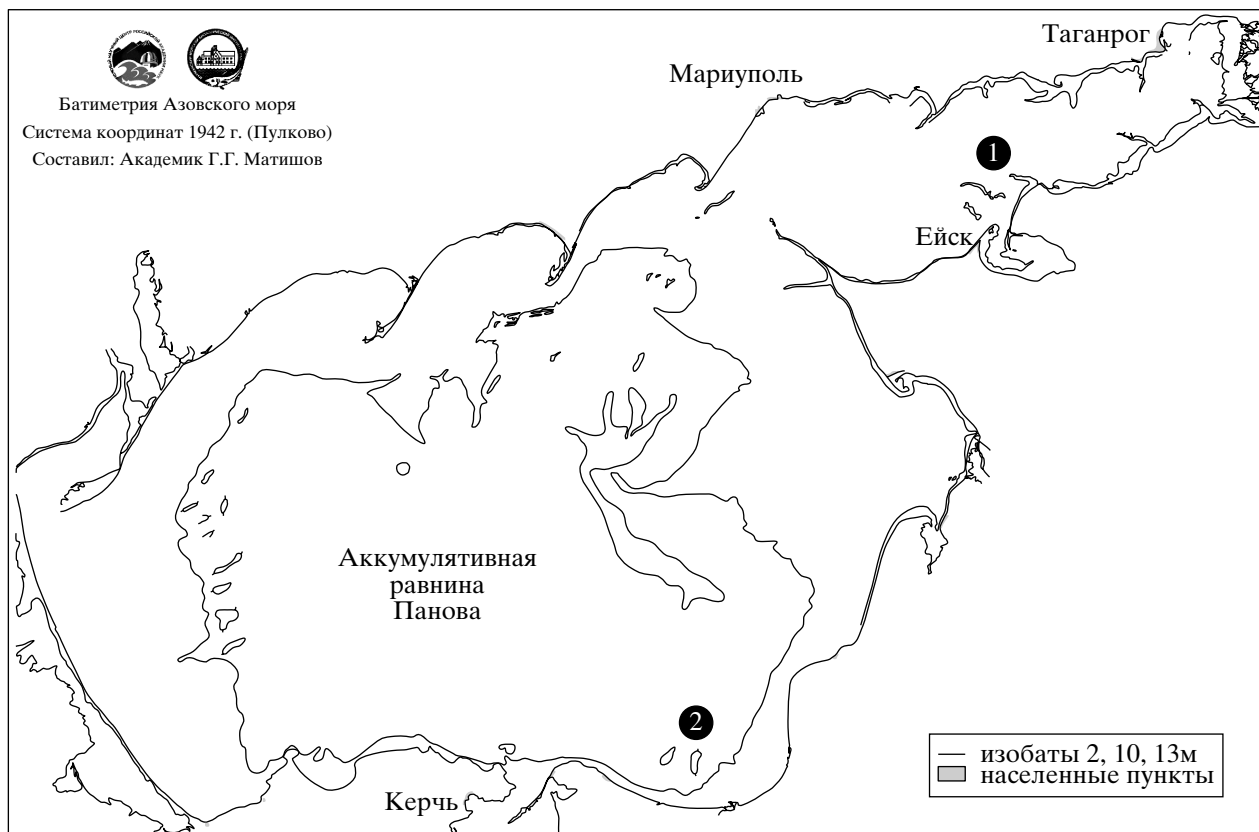 Батиметрия Азовского моря
Система координат 1942 г. (Пулково)
Составил: Академик Г.Г. Матишов
Таганрог
Мариуполь
1
Ейск
Аккумулятивная
равнина
Панова
2
Керчь
изобаты 2, 10, 13м
населенные пункты